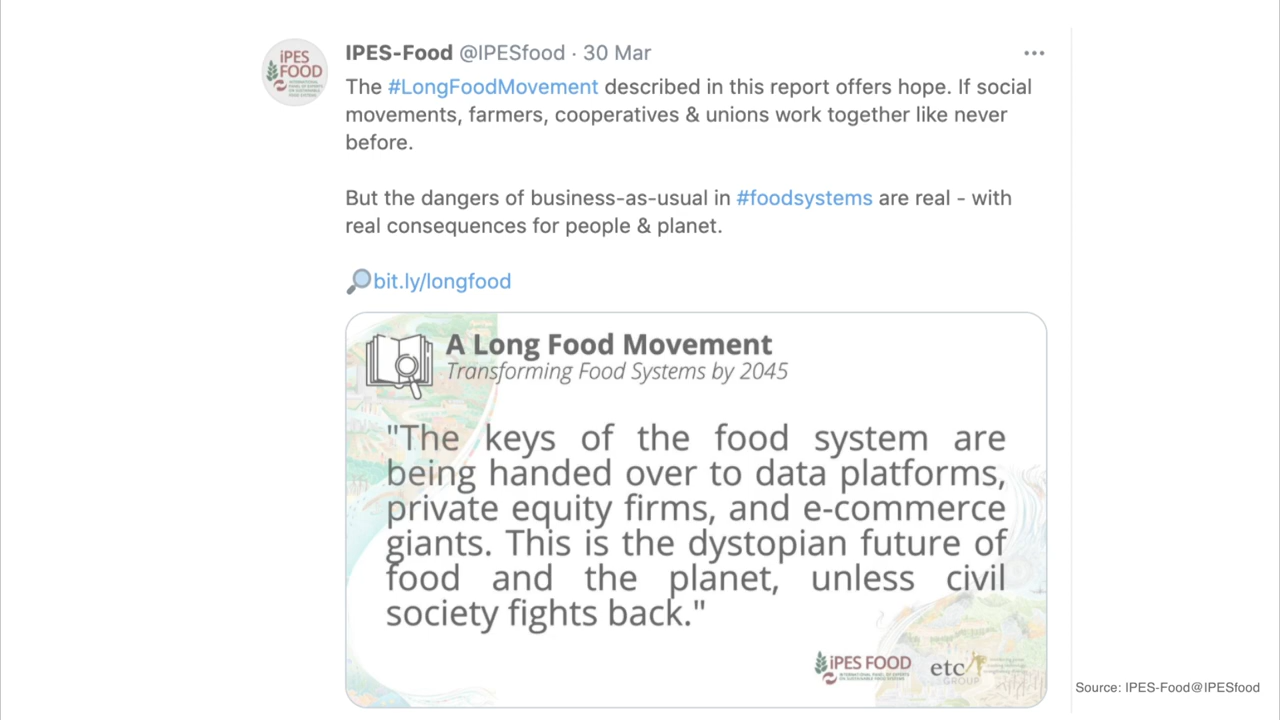 IPES-Food @IPESfood · 30 Mar
The #LongFoodMovement described in this report offers hope. If social
movements, farmers, cooperatives & unions work together like never
before.
But the dangers of business-as-usual in #foodsystems are real - with
real consequences for people & planet.
bit.ly/longfood
iPES
FOOD
A Long Food Movement
Transforming Food Systems by 2045
"The keys of the food system are
being handed over to data platforms,
private equity firms, and e-commerce
giants. This is the dystopian future of
food and the planet, unless civil
society fights back."
iPES FOOD
etc
GROUP
Source: IPES-Food@IPESfood